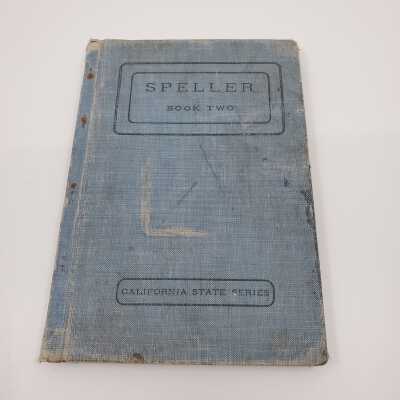 SPELLER
BOOK TWO
CALIFORNIA STATE SERIES